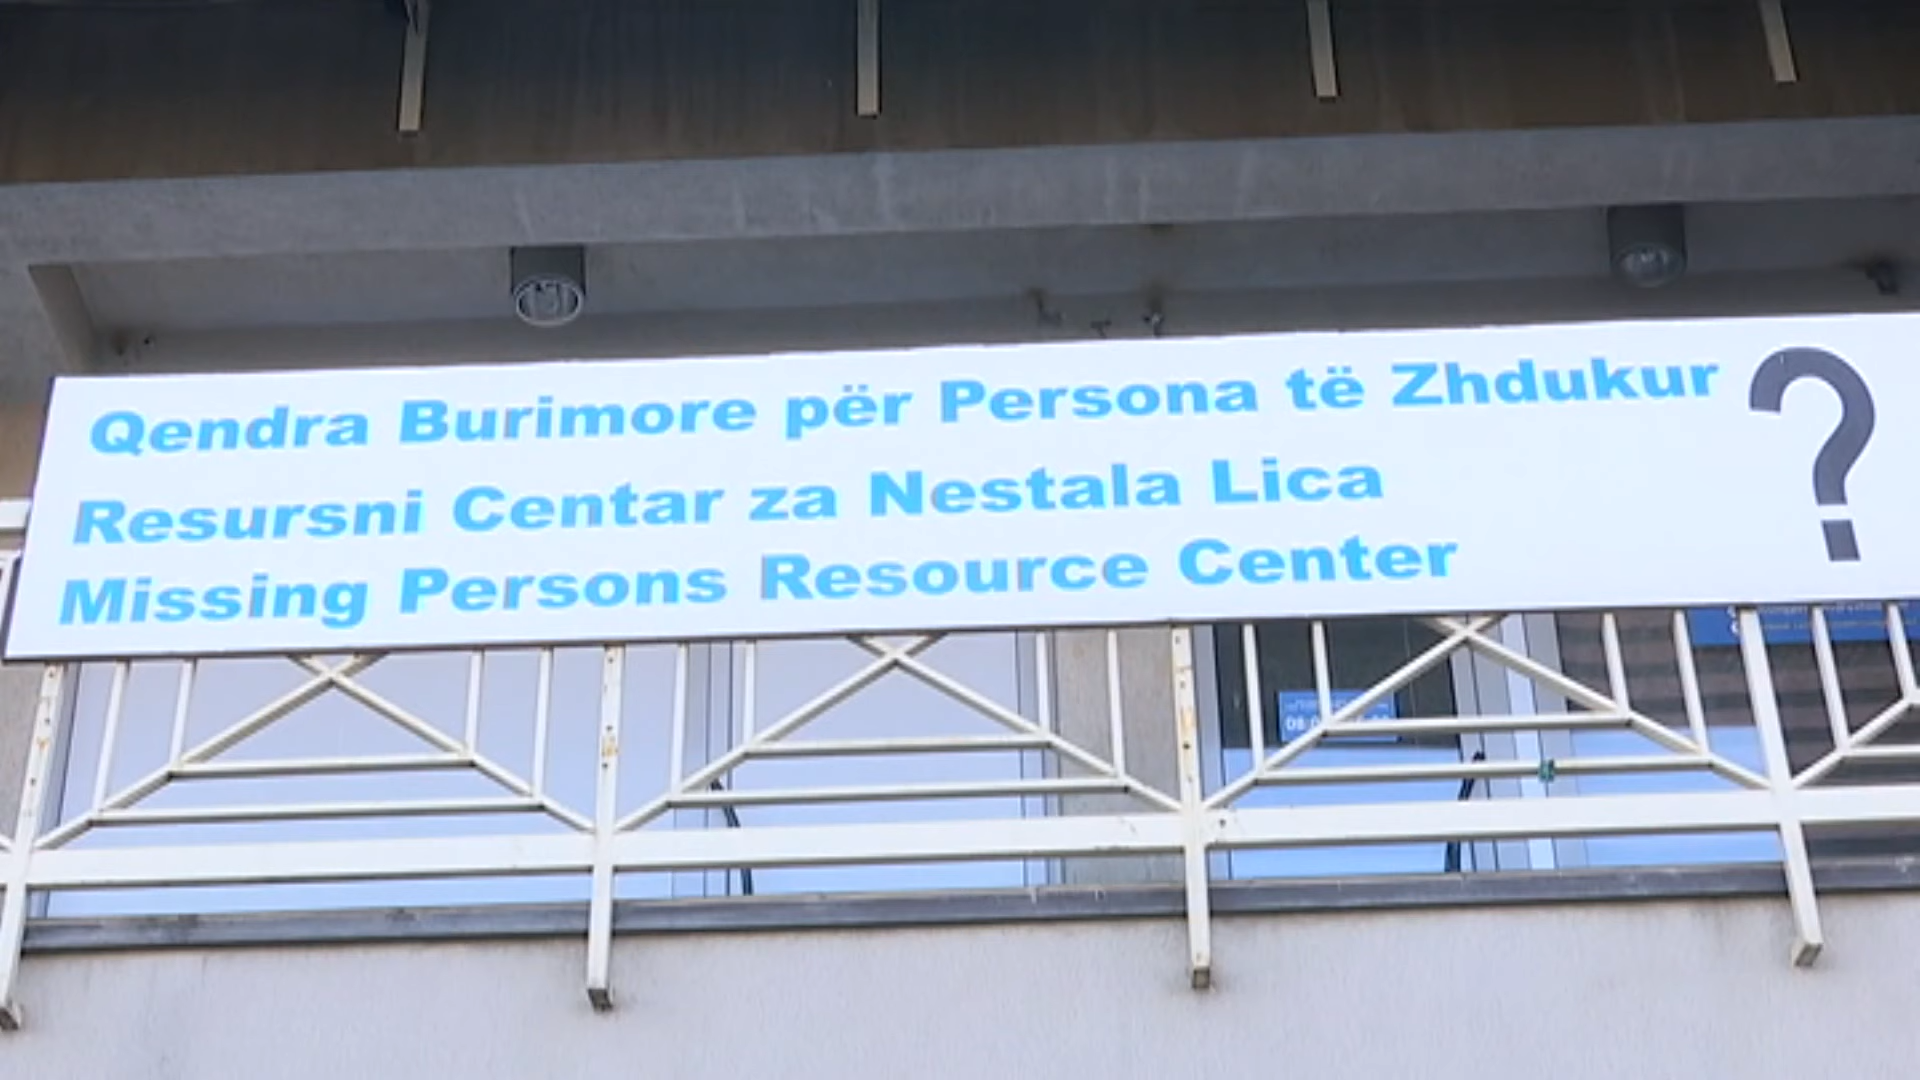 Qendra Burimore për Persona të Zhdukur
Resursni Centar za Nestala Lica
Missing Persons Resource Center
?